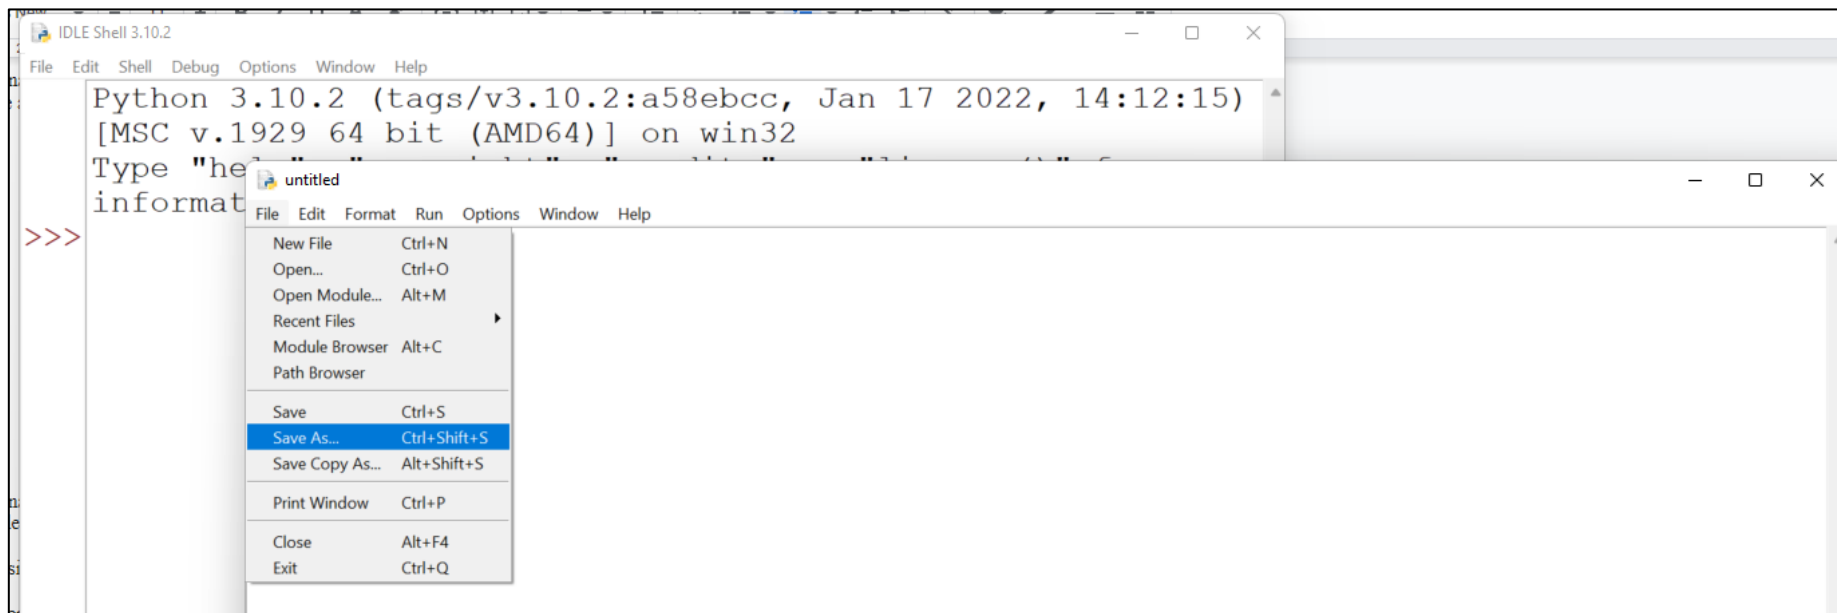 IDLE Shell 3.10.2
File Edit Shell Debug Options Window Help
Python 3.10.2 (tags/v3.10.2:a58ebcc, Jan 17 2022, 14:12:15)
[MSC v.1929 64 bit (AMD64)] on win32
Type "he
informat
>>>
untitled
File Edit Format Run Options Window Help
New File Ctrl+N
Open... Ctrl+O
Open Module... Alt+M
Recent Files
Module Browser Alt+C
Path Browser
Save Ctrl+S
Save As... Ctrl+Shift+S
Save Copy As... Alt+Shift+S
Print Window Ctrl+P
Close Alt+F4
Exit Ctrl+Q